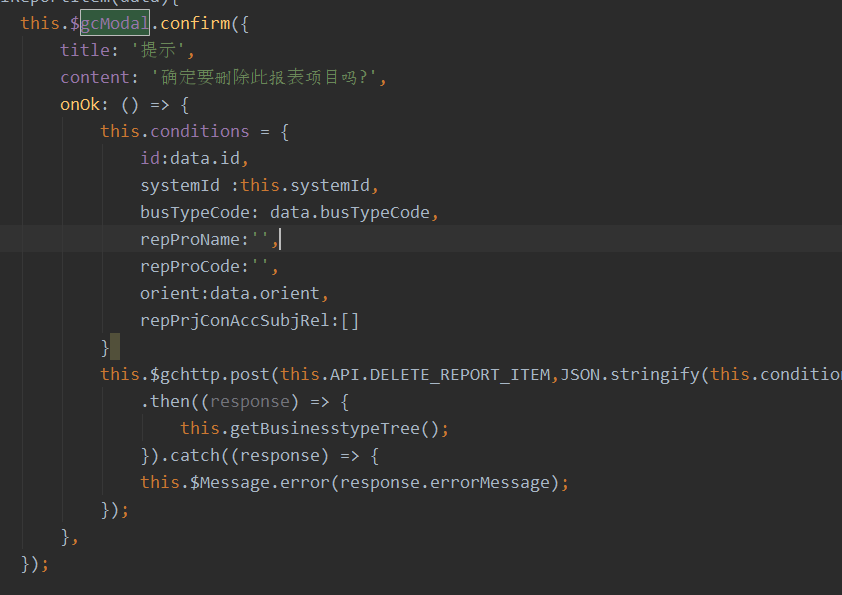 iReportItem(data){
this.$gcModal.confirm({
title: '提示',
content: '确定要删除此报表项目吗?',
onOk: () => {
this.conditions = {
id:data.id,
systemId :this.systemId,
busTypeCode: data.busTypeCode,
repProName:'',
repProCode:'',
orient:data.orient,
repPrjConAccSubjRel:[]
}
this.$gchttp.post(this.API.DELETE_REPORT_ITEM,JSON.stringify(this.condition
.then((response) => {
this.getBusinesstypeTree();
}).catch((response) => {
this.$Message.error(response.errorMessage);
});
},
});